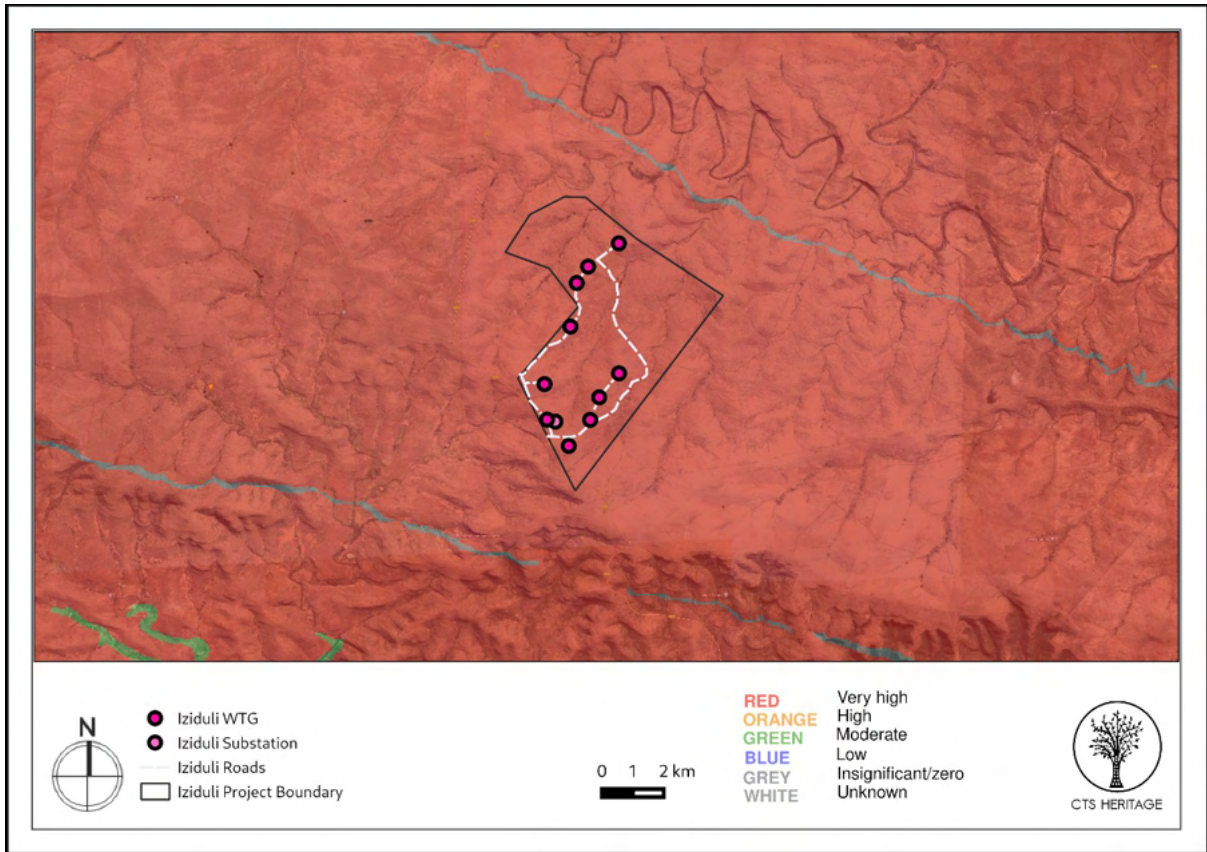 N
Iziduli WTG
Iziduli Substation
Iziduli Roads
Iziduli Project Boundary
0 1 2 km
RED Very high
ORANGE High
GREEN Moderate
BLUE Low
GREY Insignificant/zero
WHITE Unknown
CTS HERITAGE